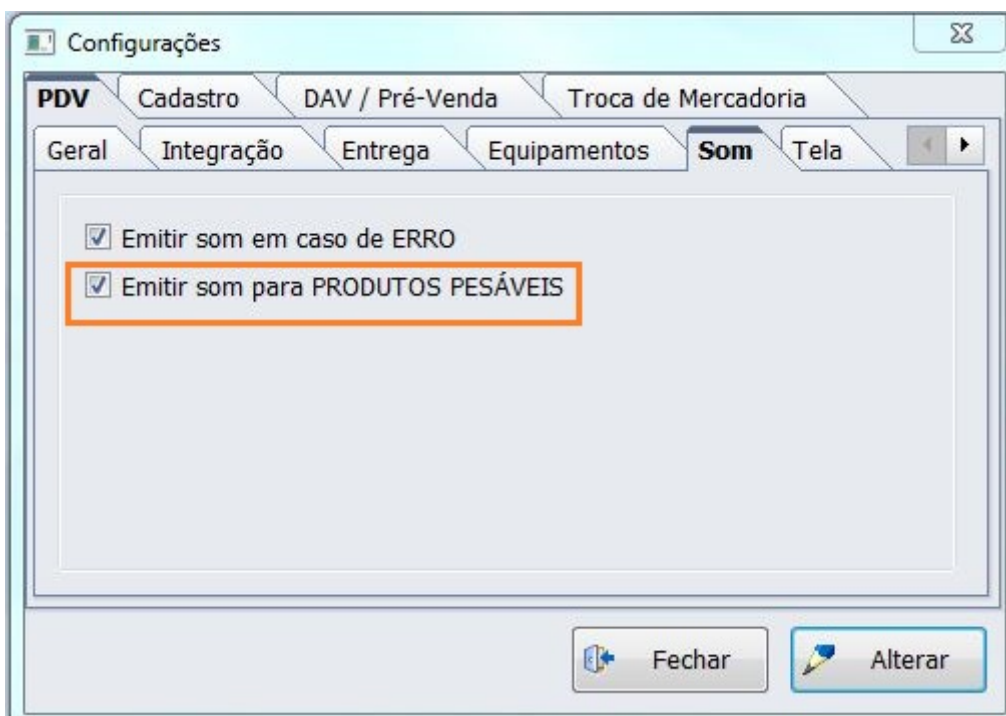 Configurações
PDV Cadastro DAV / Pré-Venda Troca de Mercadoria
Geral Integração Entrega Equipamentos Som Tela
Emitir som em caso de ERRO
Emitir som para PRODUTOS PESÁVEIS
Fechar Alterar